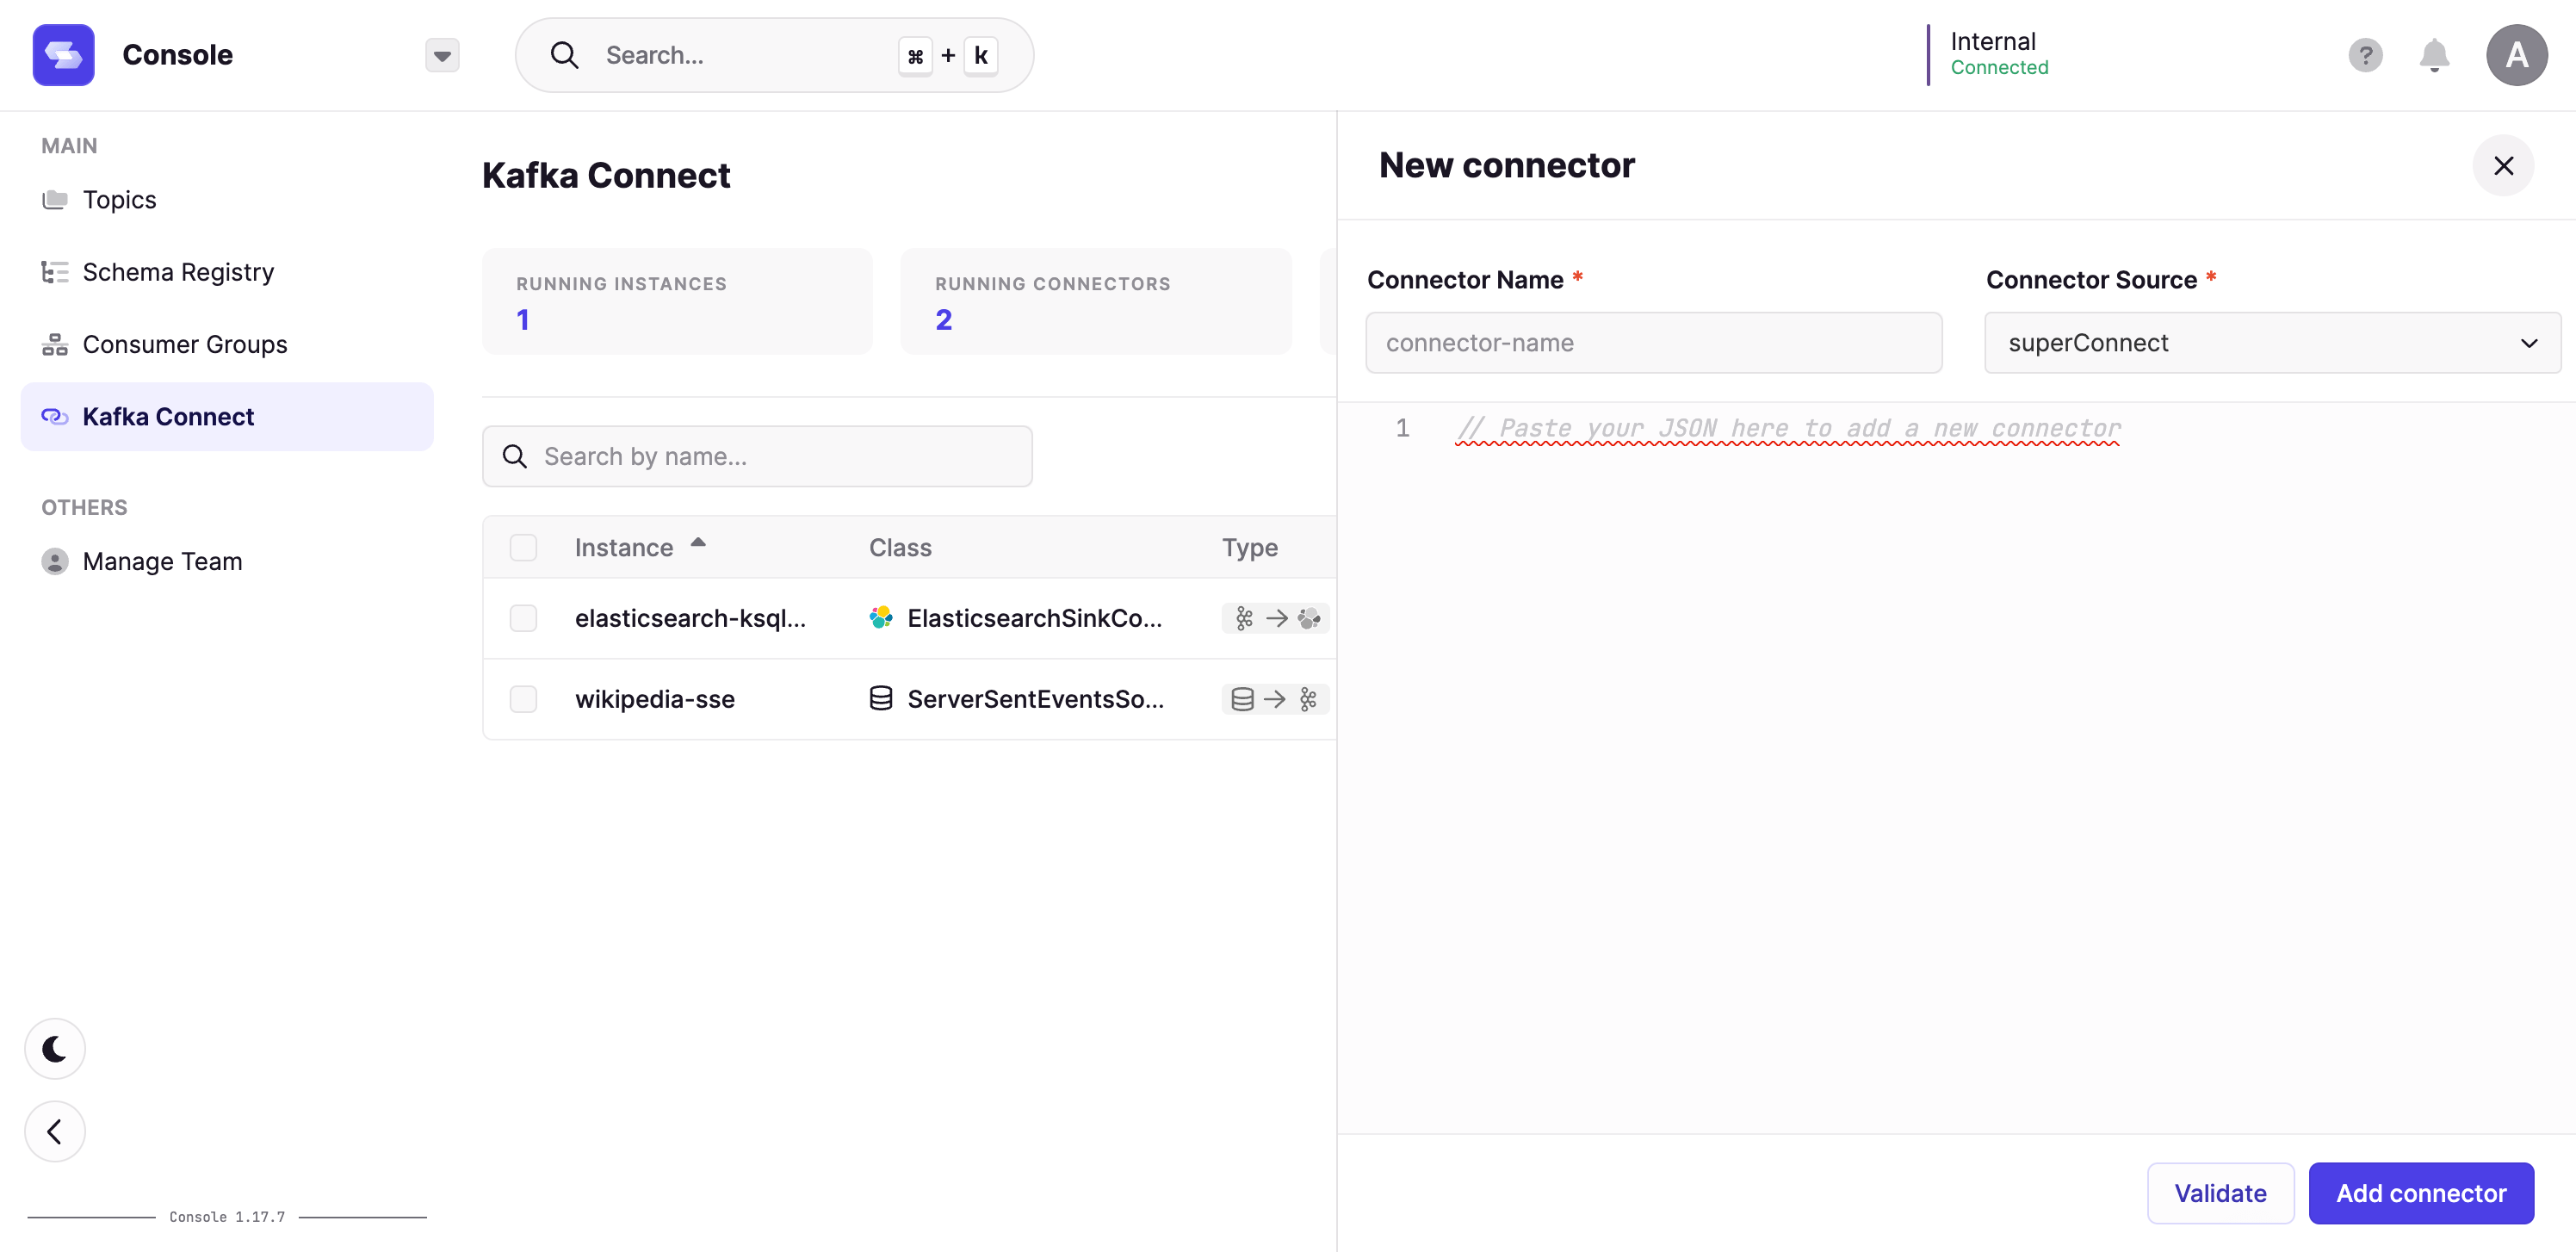 Console
Search...
⌘ + k
Internal
Connected
?
A
MAIN
Topics
Schema Registry
Consumer Groups
Kafka Connect
OTHERS
Manage Team
Console 1.17.7
Kafka Connect
RUNNING INSTANCES
1
RUNNING CONNECTORS
2
Search by name...
Instance Class Type
elasticsearch-ksql... ElasticsearchSinkCo...
wikipedia-sse ServerSentEventsSo...
New connector
Connector Name * Connector Source *
connector-name superConnect
1 // Paste your JSON here to add a new connector
Validate Add connector